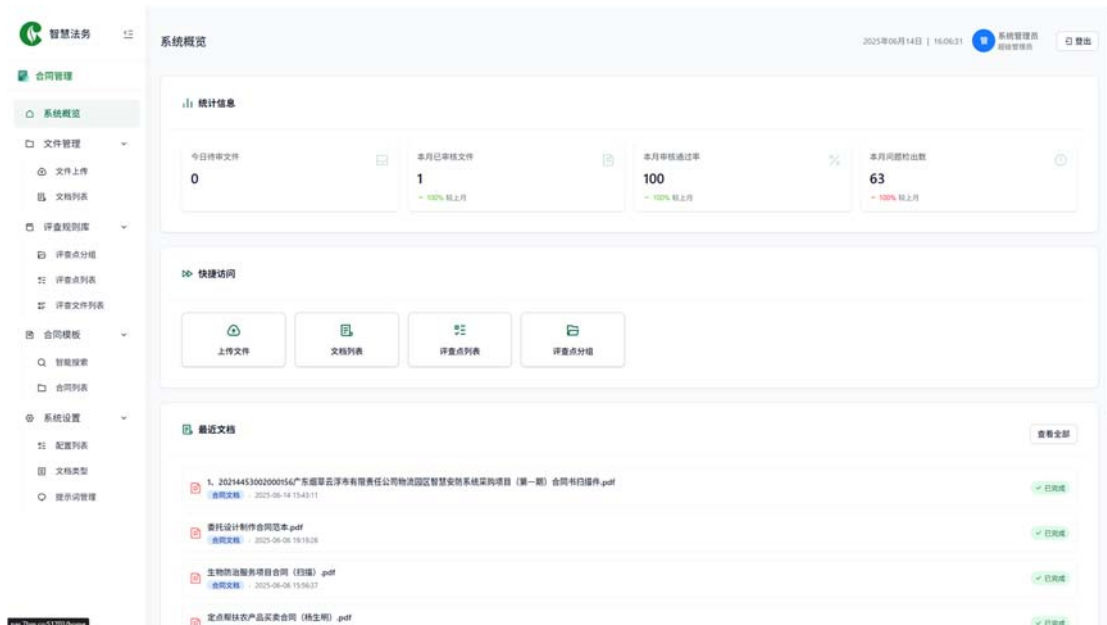 智慧法务
合同管理
系统概览
文件管理
文件上传
文档列表
评查规则库
评查点分组
评查点列表
评查文件列表
合同模板
智能搜索
合同列表
系统设置
配置列表
文档类型
提示词管理
系统概览
2025年06月14日 | 16:06:31
管
系统管理员
超级管理员
登出
统计信息
今日待审文件
0
本月已审核文件
1
100% 较上月
本月审核通过率
100
100% 较上月
本月问题检出数
63
100% 较上月
快捷访问
上传文件
文档列表
评查点列表
评查点分组
最近文档
查看全部
1、20214453002000156广东烟草云浮市有限责任公司物流园区智慧安防系统采购项目（第一期）合同书扫描件.pdf
合同文档 · 2025-06-14 15:43:11
已完成
委托设计制作合同范本.pdf
合同文档 · 2025-06-06 16:19:28
已完成
生物防治服务项目合同（扫描）.pdf
合同文档 · 2025-06-06 15:56:37
已完成
定点帮扶农产品买卖合同（杨生明）.pdf
已完成